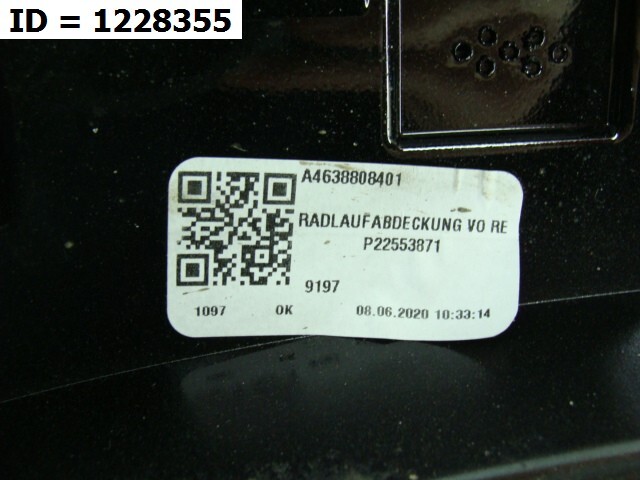 ID = 1228355
A4638808401
RADLAUFABDECKUNG VO RE
P22553871
9197
1097 OK 08.06.2020 10:33:14